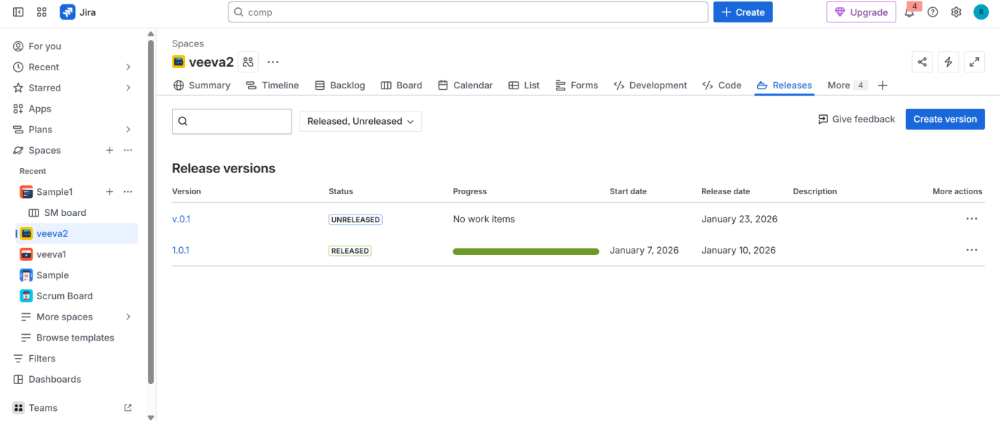 Jira
comp
Create
Upgrade
4
R
For you
Recent
Starred
Apps
Plans
Spaces
Recent
Sample1
SM board
veeva2
veeva1
Sample
Scrum Board
More spaces
Browse templates
Filters
Dashboards
Teams
Spaces
veeva2
Summary Timeline Backlog Board Calendar List Forms Development Code Releases More 4
Released, Unreleased
Give feedback
Create version
Release versions
Version Status Progress Start date Release date Description More actions
v.0.1 UNRELEASED No work items January 23, 2026
1.0.1 RELEASED January 7, 2026 January 10, 2026